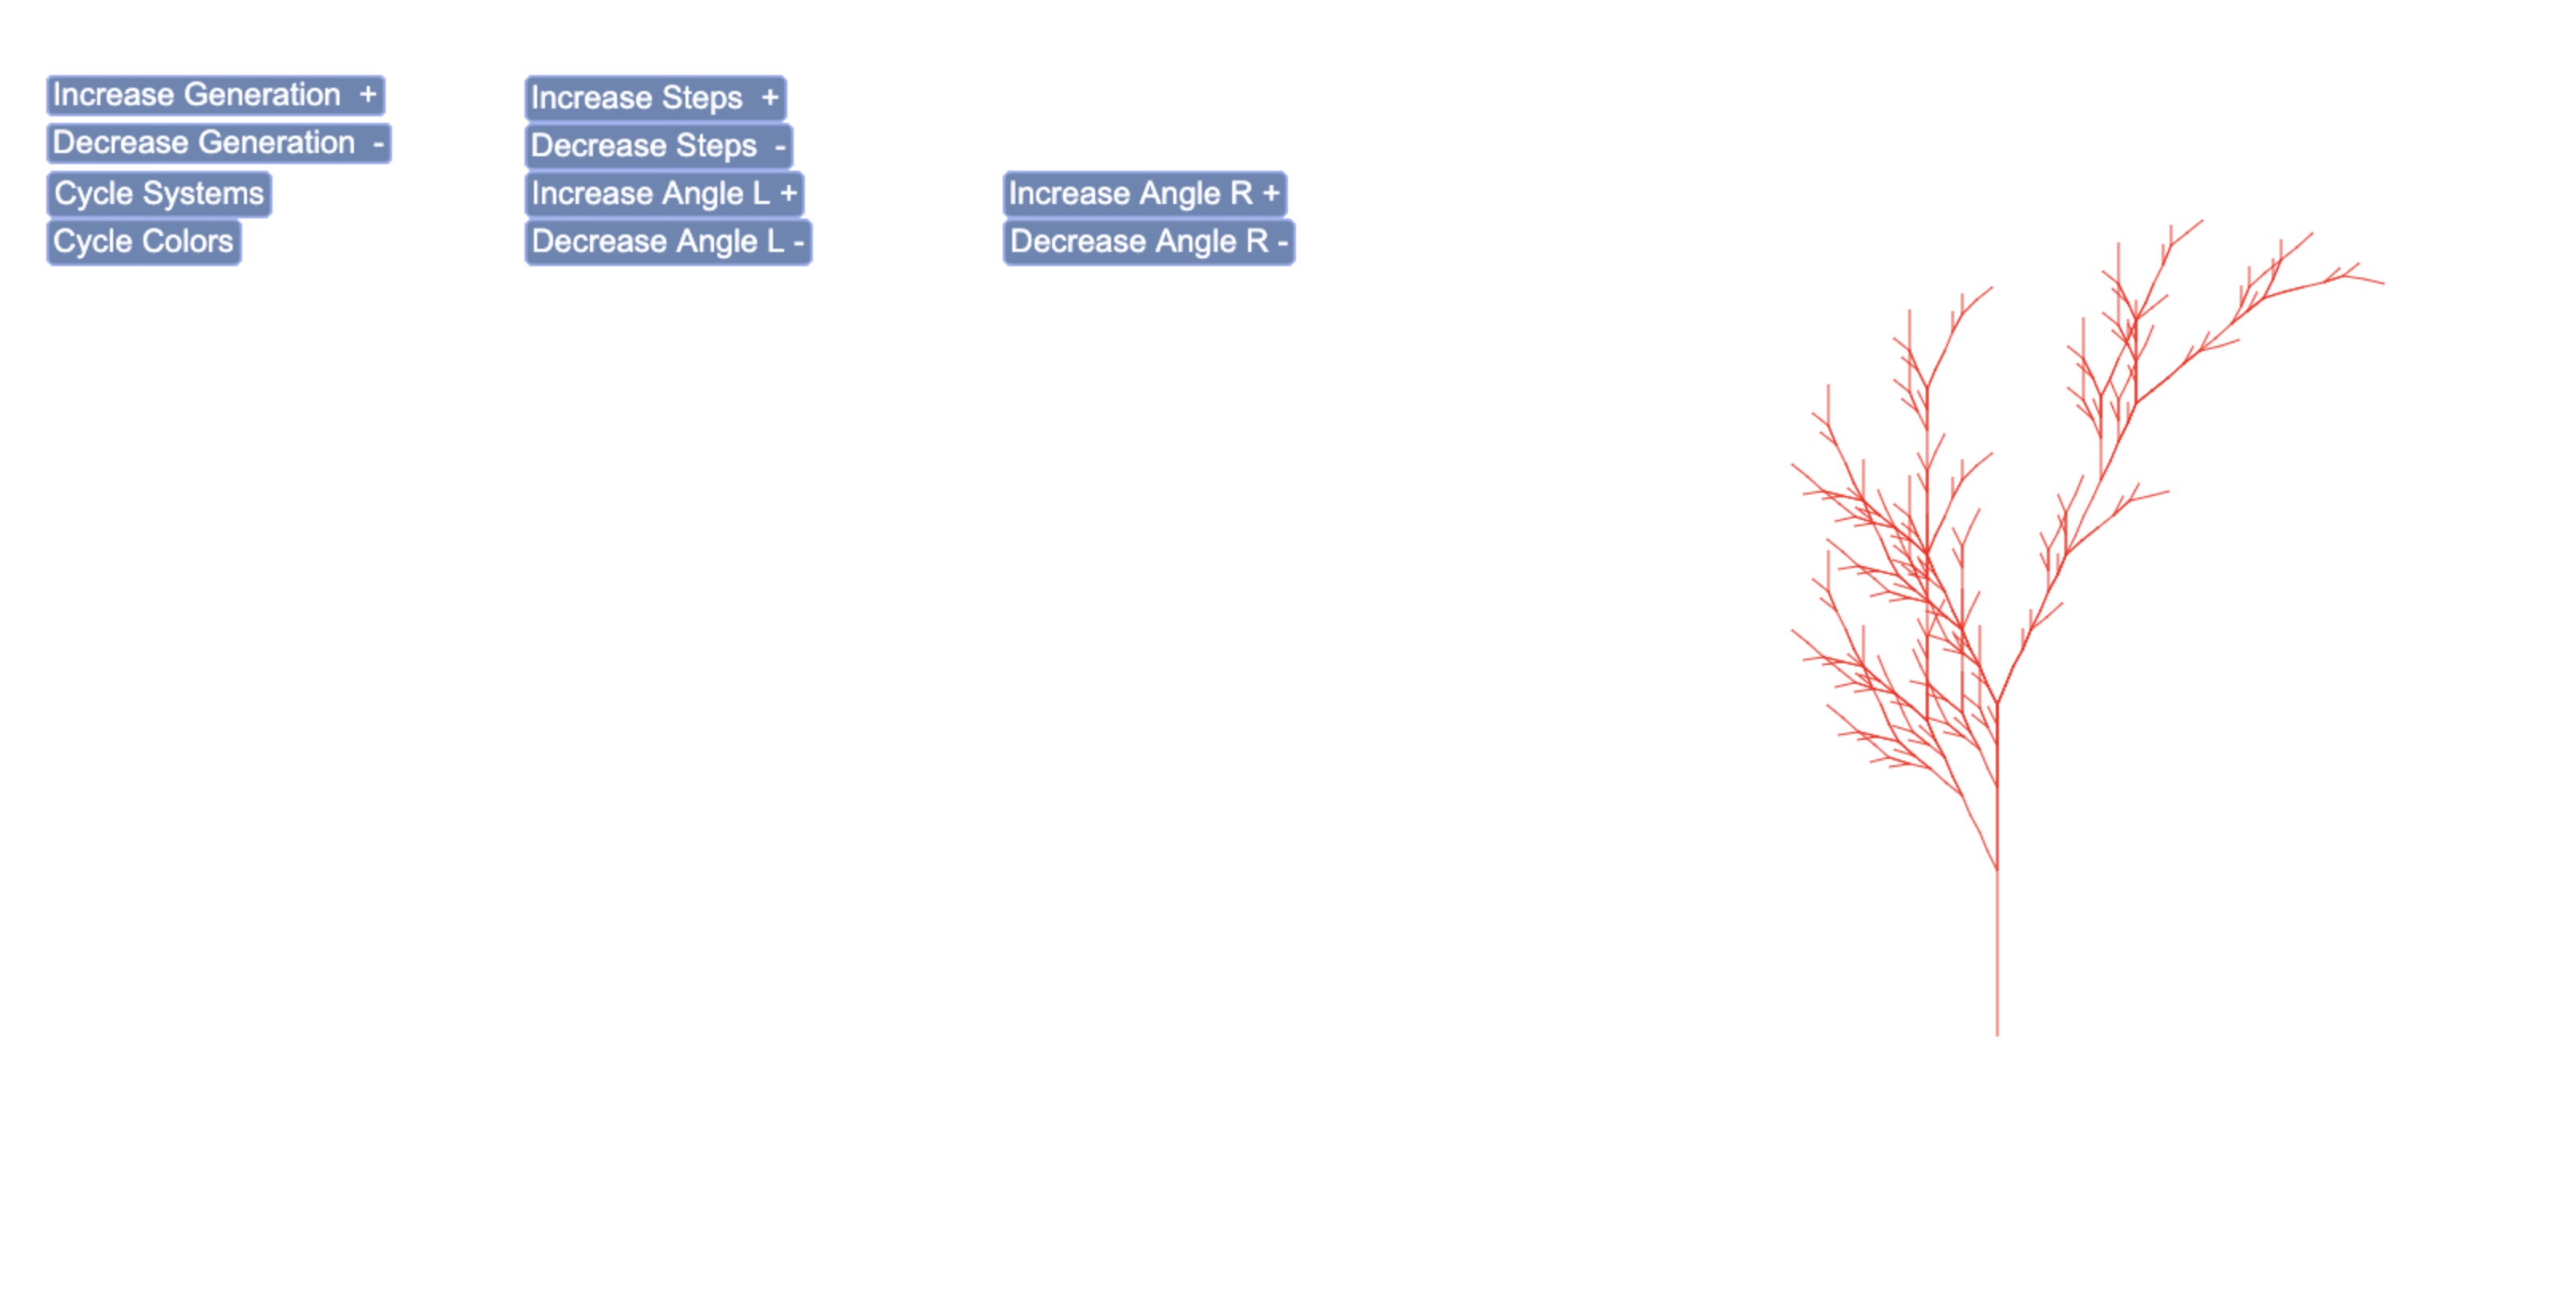 Increase Generation +
Decrease Generation -
Cycle Systems
Cycle Colors
Increase Steps +
Decrease Steps -
Increase Angle L +
Decrease Angle L -
Increase Angle R +
Decrease Angle R -